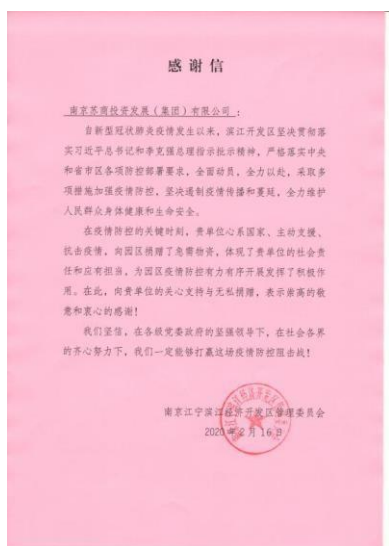 感谢信
南京苏商投资发展（集团）有限公司：
自新型冠状肺炎疫情发生以来，滨江开发区坚决贯彻落
实习近平总书记和李克强总理指示批示精神，严格落实中央
和省市区各项防控部署要求，全面动员，全力以赴，采取多
项措施加强疫情防控，坚决遏制疫情传播和蔓延，全力维护
人民群众身体健康和生命安全。
在疫情防控的关键时刻，贵单位心系国家、主动支援、
抗击疫情，向园区捐赠了急需物资，体现了贵单位的社会责
任和应有担当，为园区疫情防控有力有序开展发挥了积极作
用。在此，向贵单位的关心支持与无私捐赠，表示崇高的敬
意和衷心的感谢！
我们坚信，在各级党委政府的坚强领导下，在社会各界
的齐心努力下，我们一定能够打赢这场疫情防控阻击战！
南京江宁滨江经济开发区管理委员会
2020年2月16日